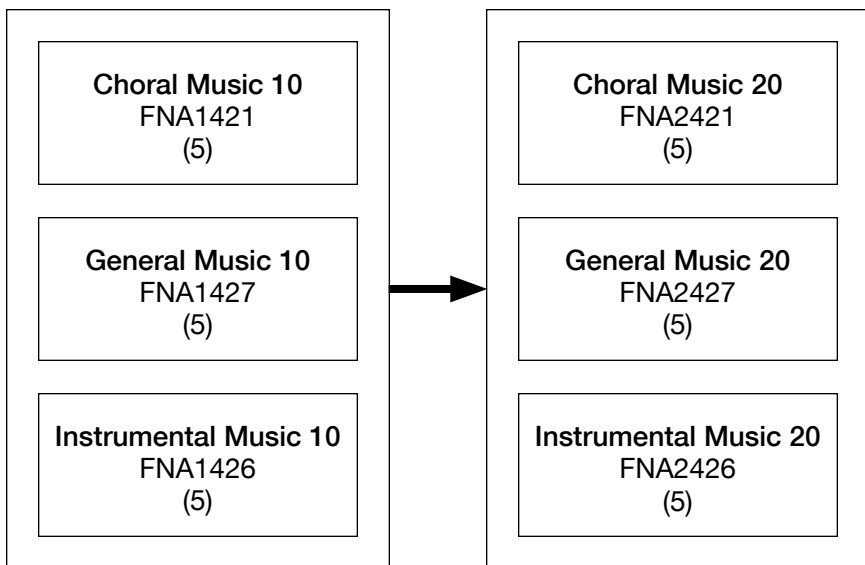 Choral Music 10
FNA1421
(5)
General Music 10
FNA1427
(5)
Instrumental Music 10
FNA1426
(5)
Choral Music 20
FNA2421
(5)
General Music 20
FNA2427
(5)
Instrumental Music 20
FNA2426
(5)